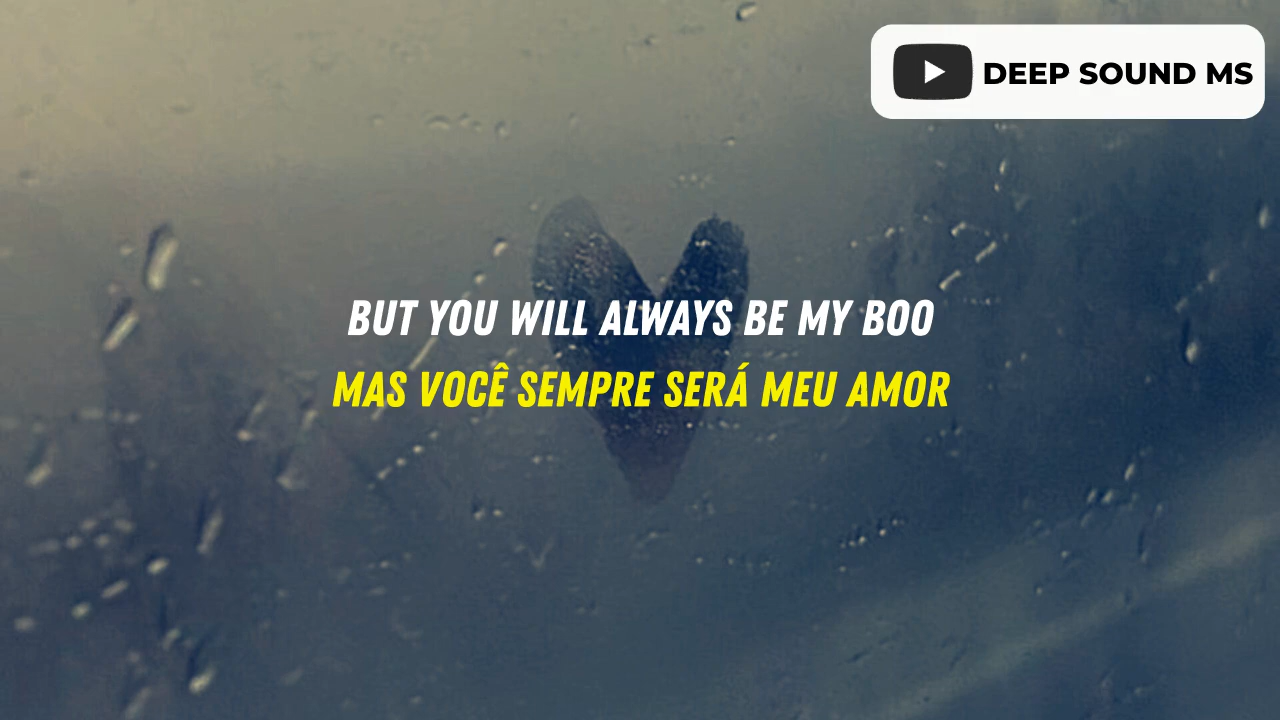 DEEP SOUND MS
BUT YOU WILL ALWAYS BE MY BOO
MAS VOCÊ SEMPRE SERÁ MEU AMOR